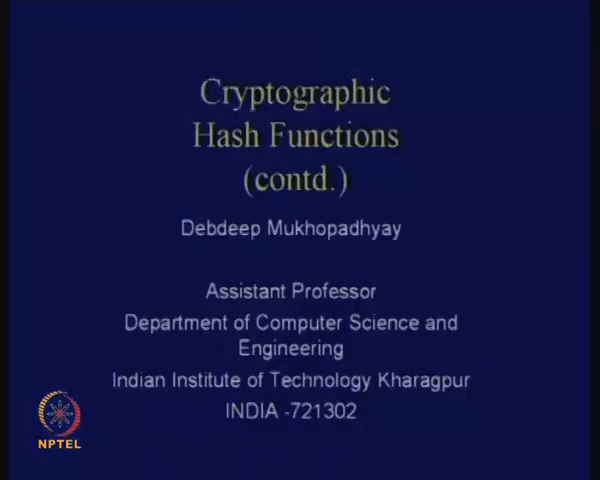 Cryptographic
Hash Functions
(contd.)
Debdeep Mukhopadhyay
Assistant Professor
Department of Computer Science and
Engineering
Indian Institute of Technology Kharagpur
INDIA -721302
NPTEL